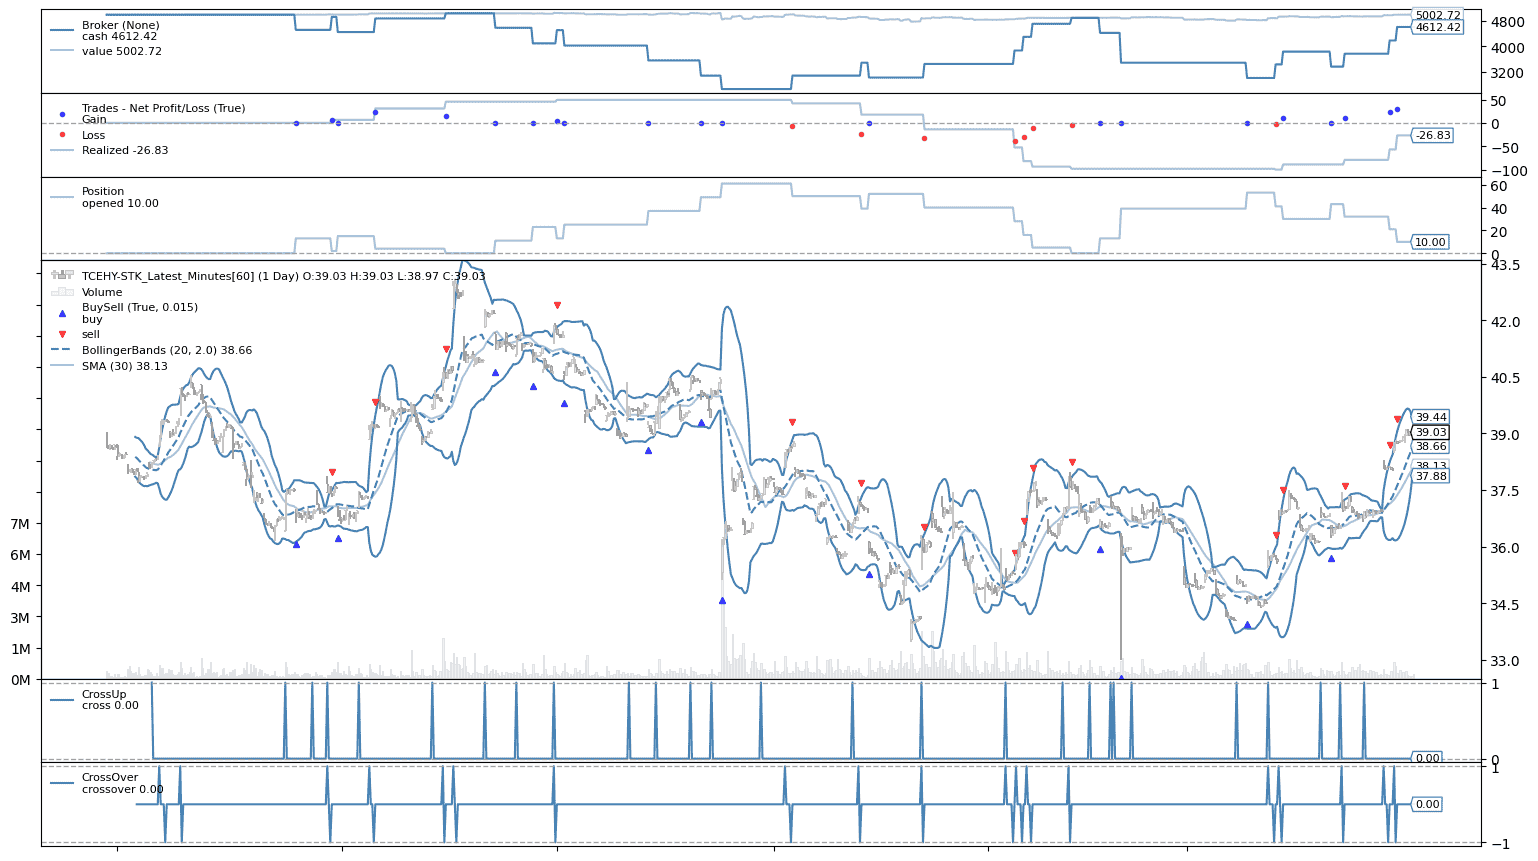 Broker (None)
cash 4612.42
value 5002.72
5002.72
4612.42
4800
4000
3200
Trades - Net Profit/Loss (True)
Gain
Loss
Realized -26.83
-26.83
50
0
−50
−100
Position
opened 10.00
10.00
60
40
20
0
TCEHY-STK_Latest_Minutes[60] (1 Day) O:39.03 H:39.03 L:38.97 C:39.03
Volume
BuySell (True, 0.015)
buy
sell
BollingerBands (20, 2.0) 38.66
SMA (30) 38.13
43.5
42.0
40.5
39.0
37.5
36.0
34.5
33.0
39.44
39.03
38.66
38.13
37.88
7M
6M
4M
3M
1M
0M
CrossUp
cross 0.00
0.00
1
0
CrossOver
crossover 0.00
0.00
1
−1